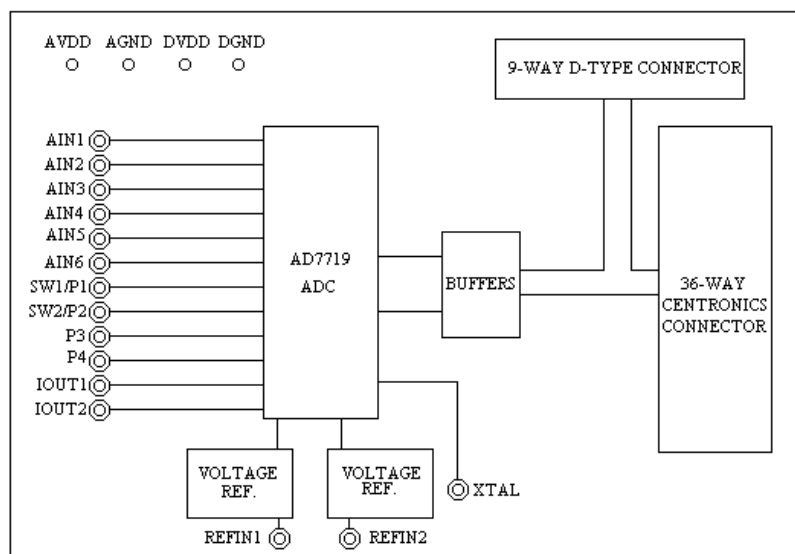 AVDD AGND DVDD DGND
9-WAY D-TYPE CONNECTOR
AIN1
AIN2
AIN3
AIN4
AIN5
AIN6
SW1/P1
SW2/P2
P3
P4
IOUT1
IOUT2
AD7719
ADC
BUFFERS
36-WAY
CENTRONICS
CONNECTOR
VOLTAGE
REF.
VOLTAGE
REF.
XTAL
REFIN1
REFIN2